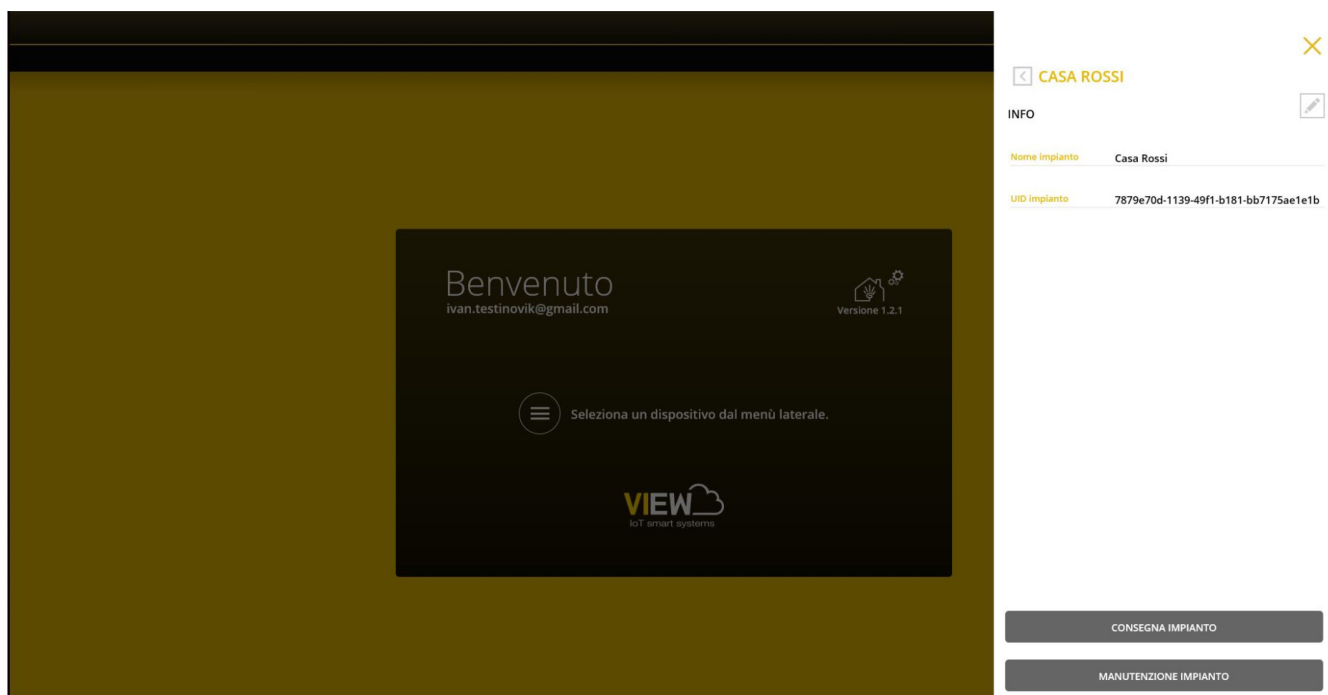 CASA ROSSI
INFO
Nome impianto Casa Rossi
UID impianto 7879e70d-1139-49f1-b181-bb7175ae1e1b
Benvenuto
ivan.testinovik@gmail.com
Versione 1.2.1
Seleziona un dispositivo dal menù laterale.
VIEW
IoT smart systems
CONSEGNA IMPIANTO
MANUTENZIONE IMPIANTO